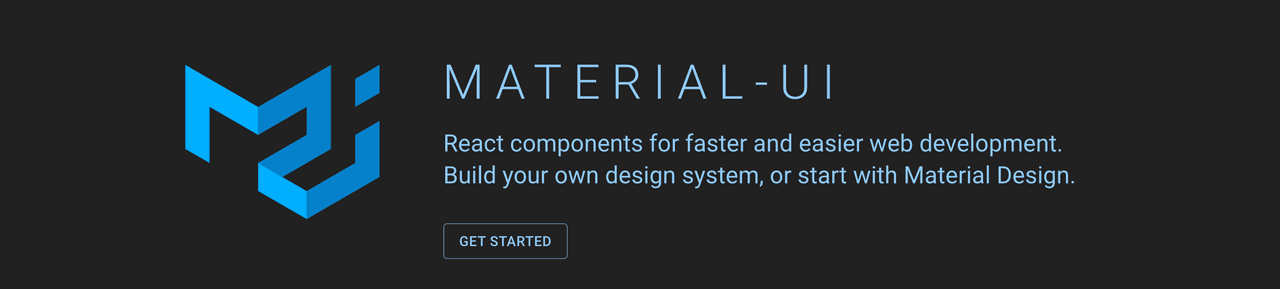 MATERIAL-UI
React components for faster and easier web development.
Build your own design system, or start with Material Design.
GET STARTED